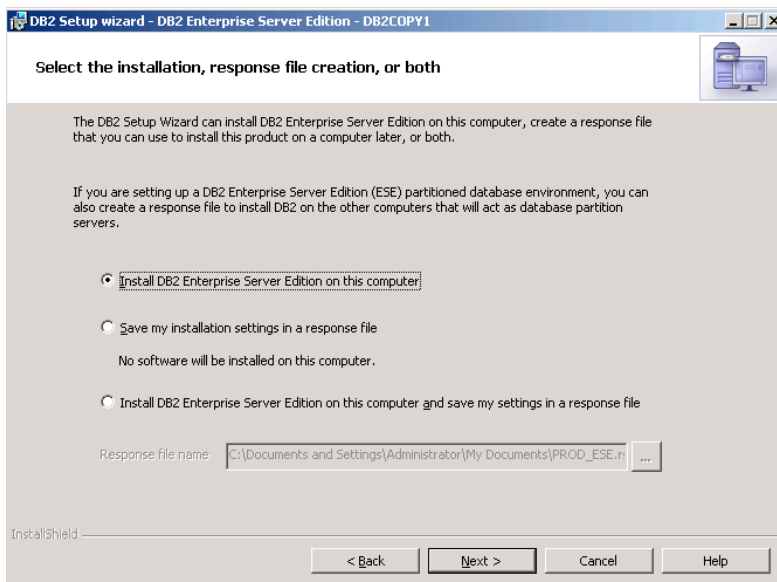 DB2 Setup wizard - DB2 Enterprise Server Edition - DB2COPY1
Select the installation, response file creation, or both
The DB2 Setup Wizard can install DB2 Enterprise Server Edition on this computer, create a response file
that you can use to install this product on a computer later, or both.
If you are setting up a DB2 Enterprise Server Edition (ESE) partitioned database environment, you can
also create a response file to install DB2 on the other computers that will act as database partition
servers.
Install DB2 Enterprise Server Edition on this computer
Save my installation settings in a response file
No software will be installed on this computer.
Install DB2 Enterprise Server Edition on this computer and save my settings in a response file
Response file name C:\Documents and Settings\Administrator\My Documents\PROD_ESE.r ...
InstallShield
< Back Next > Cancel Help